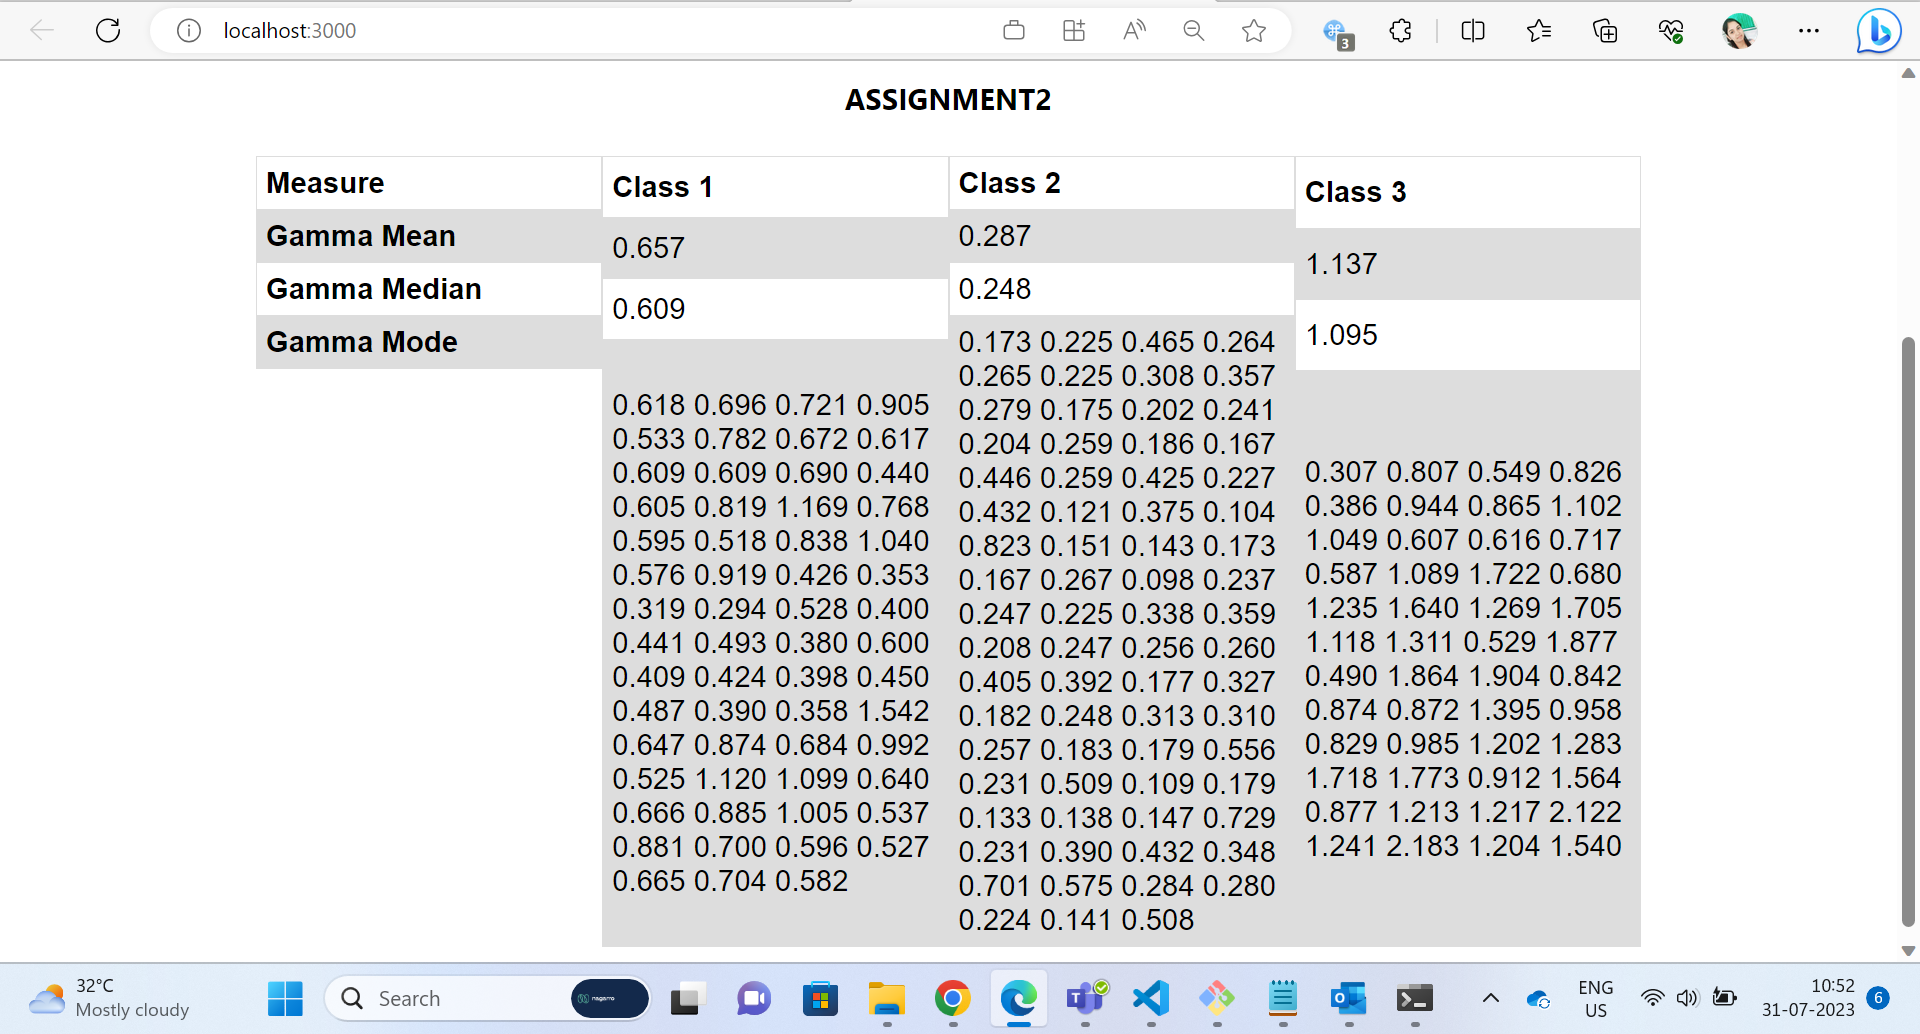 localhost:3000
3
ASSIGNMENT2
Measure
Gamma Mean
Gamma Median
Gamma Mode
Class 1
0.657
0.609
0.618 0.696 0.721 0.905
0.533 0.782 0.672 0.617
0.609 0.609 0.690 0.440
0.605 0.819 1.169 0.768
0.595 0.518 0.838 1.040
0.576 0.919 0.426 0.353
0.319 0.294 0.528 0.400
0.441 0.493 0.380 0.600
0.409 0.424 0.398 0.450
0.487 0.390 0.358 1.542
0.647 0.874 0.684 0.992
0.525 1.120 1.099 0.640
0.666 0.885 1.005 0.537
0.881 0.700 0.596 0.527
0.665 0.704 0.582
Class 2
0.287
0.248
0.173 0.225 0.465 0.264
0.265 0.225 0.308 0.357
0.279 0.175 0.202 0.241
0.204 0.259 0.186 0.167
0.446 0.259 0.425 0.227
0.432 0.121 0.375 0.104
0.823 0.151 0.143 0.173
0.167 0.267 0.098 0.237
0.247 0.225 0.338 0.359
0.208 0.247 0.256 0.260
0.405 0.392 0.177 0.327
0.182 0.248 0.313 0.310
0.257 0.183 0.179 0.556
0.231 0.509 0.109 0.179
0.133 0.138 0.147 0.729
0.231 0.390 0.432 0.348
0.701 0.575 0.284 0.280
0.224 0.141 0.508
Class 3
1.137
1.095
0.307 0.807 0.549 0.826
0.386 0.944 0.865 1.102
1.049 0.607 0.616 0.717
0.587 1.089 1.722 0.680
1.235 1.640 1.269 1.705
1.118 1.311 0.529 1.877
0.490 1.864 1.904 0.842
0.874 0.872 1.395 0.958
0.829 0.985 1.202 1.283
1.718 1.773 0.912 1.564
0.877 1.213 1.217 2.122
1.241 2.183 1.204 1.540
32°C
Mostly cloudy
Search
nagarro
ENG
US
10:52
31-07-2023
6